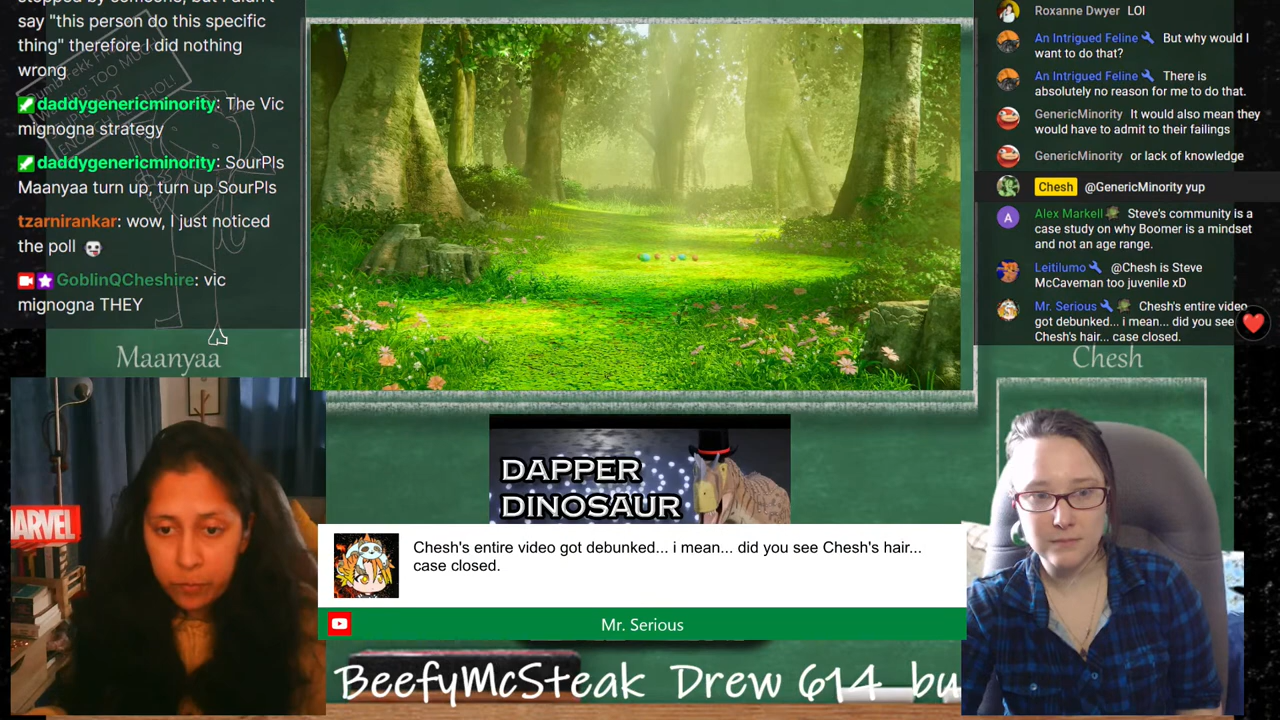 stopped by someone, but I didn't
say "this person do this specific
thing" therefore I did nothing
wrong
daddygenericminority: The Vic
mignogna strategy
daddygenericminority: SourPls
Maanyaa turn up, turn up SourPls
tzarnirankar: wow, I just noticed
the poll
GoblinQCheshire: vic
mignogna THEY
Maanyaa
MARVEL
DAPPER
DINOSAUR
Chesh's entire video got debunked... i mean... did you see Chesh's hair...
case closed.
Mr. Serious
BeefyMcSteak Drew 614 bu
Roxanne Dwyer LOl
An Intrigued Feline But why would I
want to do that?
An Intrigued Feline There is
absolutely no reason for me to do that.
GenericMinority It would also mean they
would have to admit to their failings
GenericMinority or lack of knowledge
Chesh @GenericMinority yup
A
Alex Markell Steve's community is a
case study on why Boomer is a mindset
and not an age range.
Leitilumo @Chesh is Steve
McCaveman too juvenile xD
Mr. Serious Chesh's entire video
got debunked... i mean... did you see
Chesh's hair... case closed.
Chesh